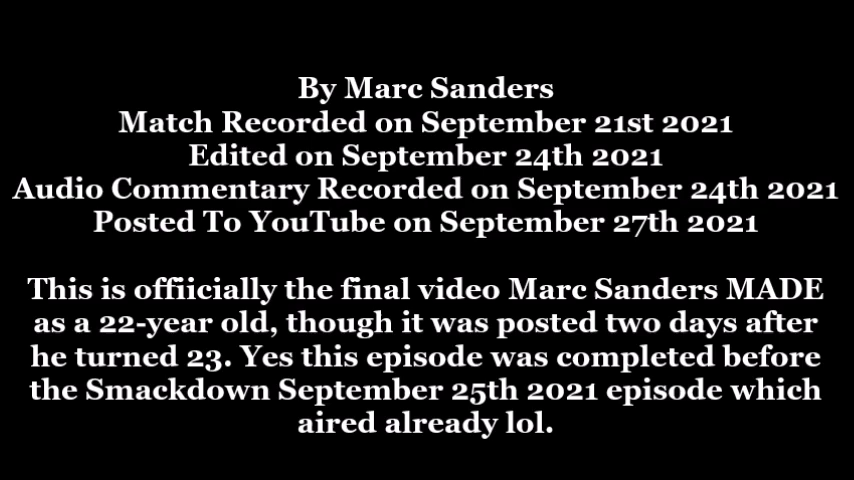 By Marc Sanders
Match Recorded on September 21st 2021
Edited on September 24th 2021
Audio Commentary Recorded on September 24th 2021
Posted To YouTube on September 27th 2021
This is offiicially the final video Marc Sanders MADE
as a 22-year old, though it was posted two days after
he turned 23. Yes this episode was completed before
the Smackdown September 25th 2021 episode which
aired already lol.